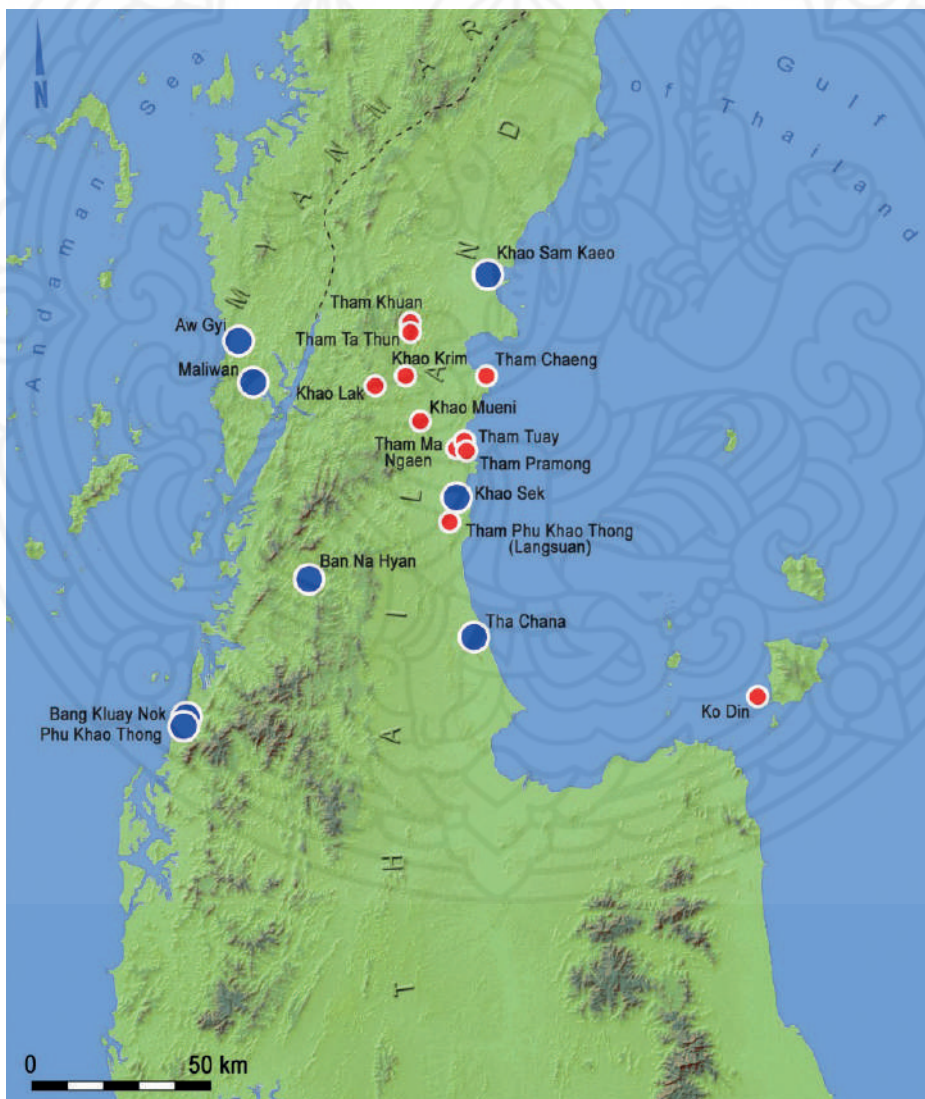 N
Andaman Sea
Gulf
of Thailand
MYANMAR
THAILAND
Khao Sam Kaeo
Tham Khuan
Aw Gyi
Tham Ta Thun
Maliwan
Khao Krim
Tham Chaeng
Khao Lak
Khao Mueni
Tham Ma
Ngaen
Tham Tuay
Tham Pramong
Khao Sek
Tham Phu Khao Thong
(Langsuan)
Ban Na Hyan
Tha Chana
Bang Kluay Nok
Phu Khao Thong
Ko Din
0
50 km